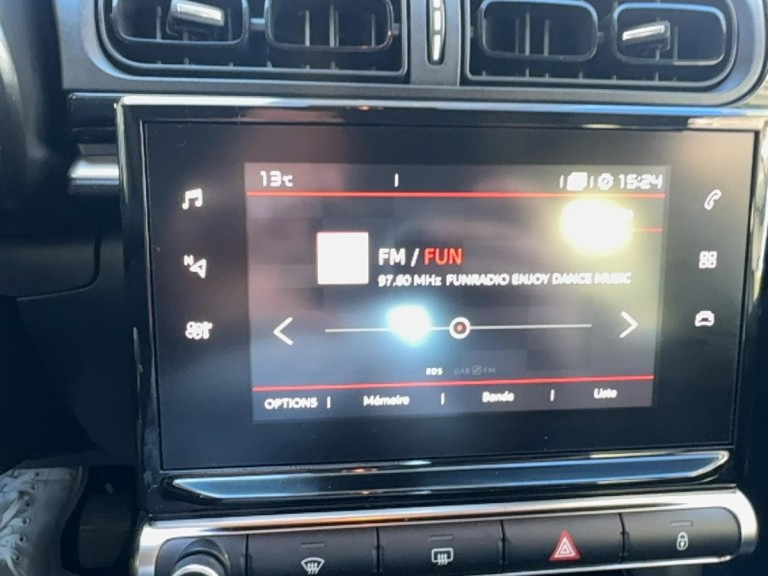 13°C 15:24
FM / FUN
97.60 MHz FUNRADIO ENJOY DANCE MUSIC
RDS DAB FM
OPTIONS Mémoire Bande Liste
N